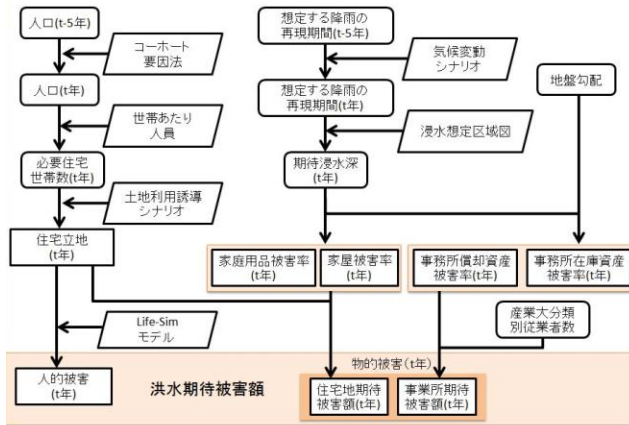 人口(t-5年)
コーホート
要因法
人口(t年)
世帯あたり
人員
必要住宅
世帯数(t年)
土地利用誘導
シナリオ
住宅立地
(t年)
Life-Sim
モデル
人的被害
(t年)
想定する降雨の
再現期間(t-5年)
気候変動
シナリオ
想定する降雨の
再現期間(t年)
浸水想定区域図
期待浸水深
(t年)
地盤勾配
家庭用品被害率
(t年)
家屋被害率
(t年)
事務所償却資産
被害率(t年)
事務所在庫資産
被害率(t年)
産業大分類
別従業者数
物的被害(t年)
洪水期待被害額
住宅地期待
被害額(t年)
事業所期待
被害額(t年)